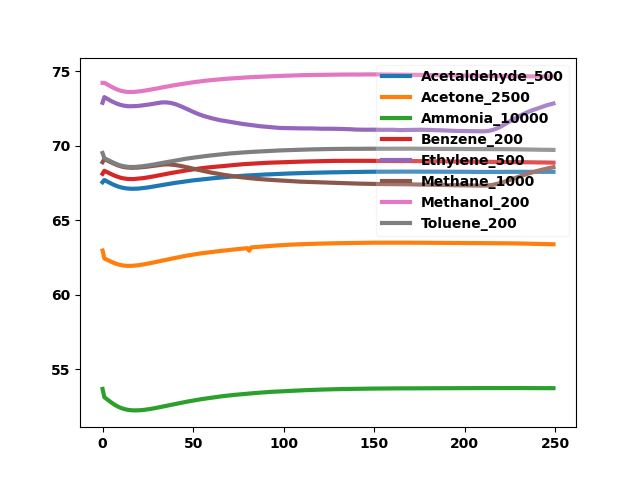 75
70
65
60
55
0 50 100 150 200 250
Acetaldehyde_500
Acetone_2500
Ammonia_10000
Benzene_200
Ethylene_500
Methane_1000
Methanol_200
Toluene_200